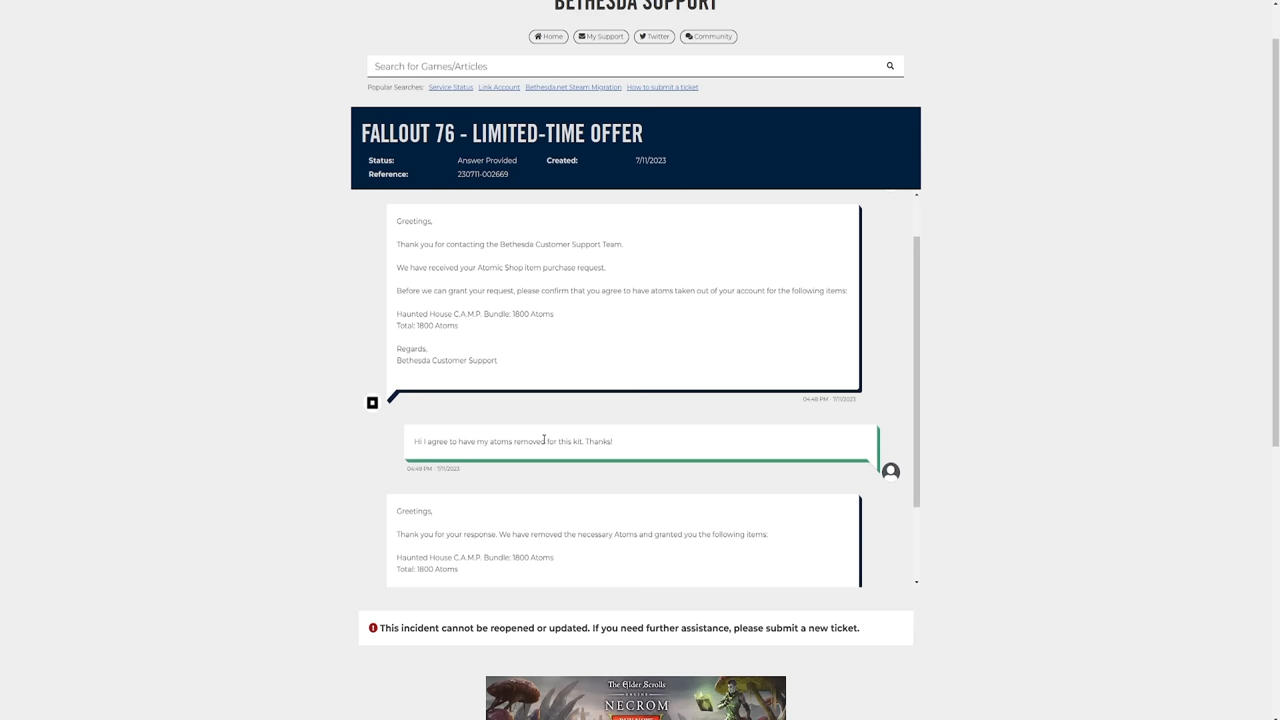 BETHESDA SUPPORT
Home My Support Twitter Community
Search for Games/Articles
Popular Searches: Service Status Link Account Bethesda.net Steam Migration How to submit a ticket
FALLOUT 76 - LIMITED-TIME OFFER
Status: Answer Provided Created: 7/11/2023
Reference: 230711-002669
Greetings,
Thank you for contacting the Bethesda Customer Support Team.
We have received your Atomic Shop item purchase request.
Before we can grant your request, please confirm that you agree to have atoms taken out of your account for the following items:
Haunted House C.A.M.P. Bundle: 1800 Atoms
Total: 1800 Atoms
Regards,
Bethesda Customer Support
04:48 PM - 7/11/2023
Hi I agree to have my atoms removed for this kit. Thanks!
04:49 PM - 7/11/2023
Greetings,
Thank you for your response. We have removed the necessary Atoms and granted you the following items:
Haunted House C.A.M.P. Bundle: 1800 Atoms
Total: 1800 Atoms
This incident cannot be reopened or updated. If you need further assistance, please submit a new ticket.
The Elder Scrolls
ONLINE
NECROM